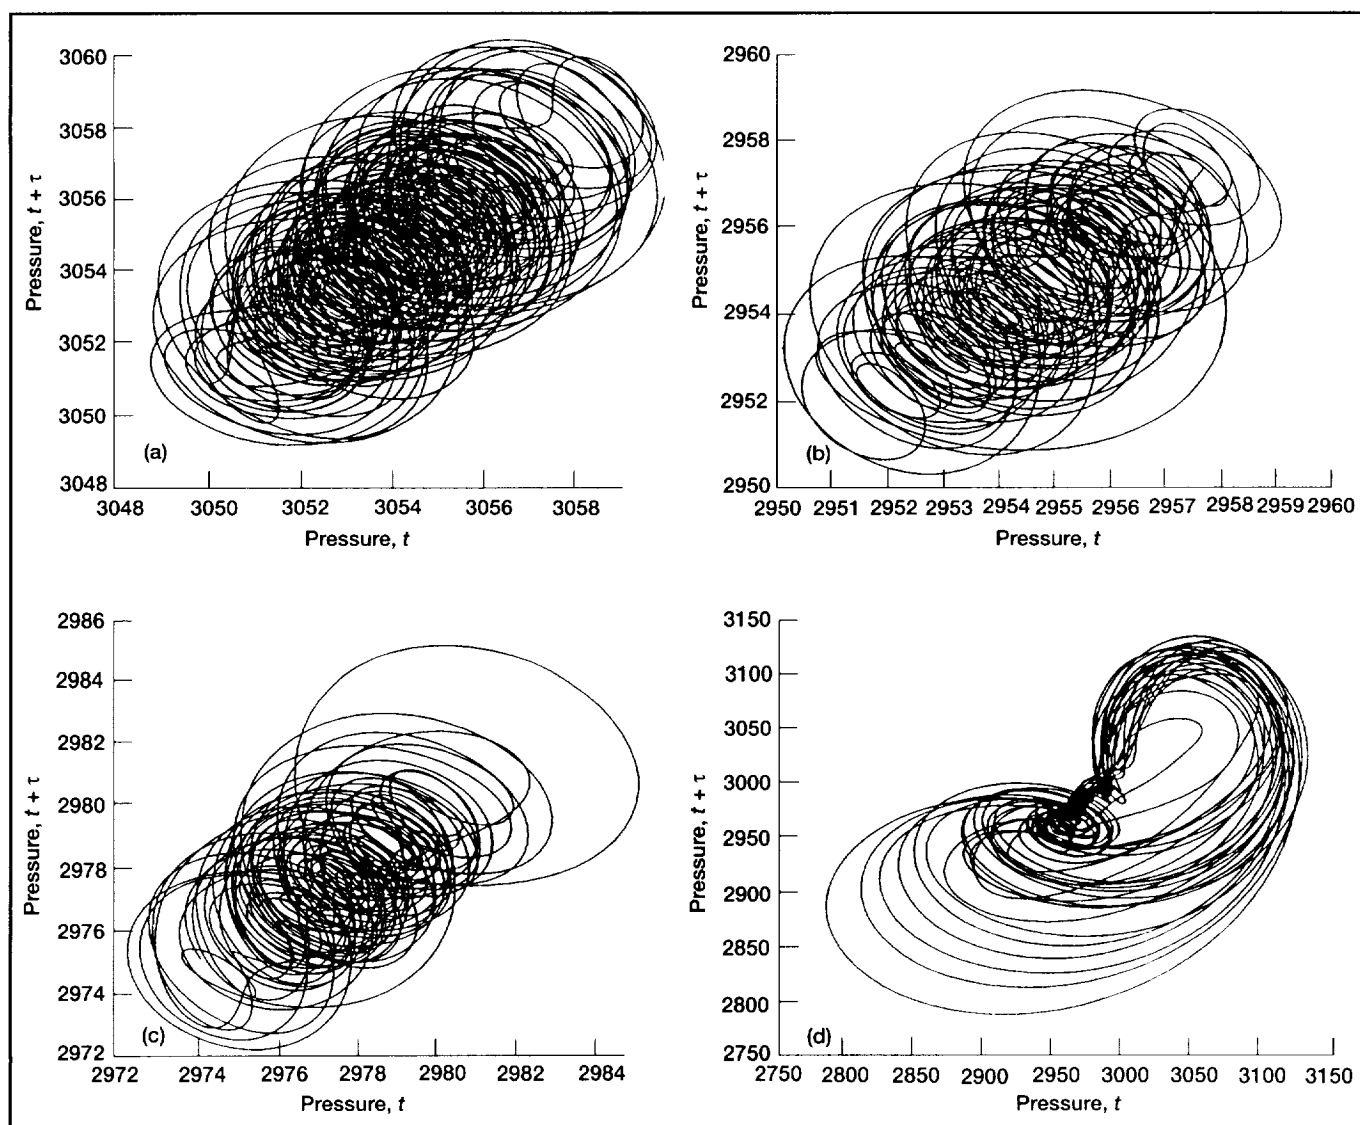 3060
3058
3056
3054
3052
3050
3048
Pressure, t + τ
(a)
3048 3050 3052 3054 3056 3058
Pressure, t
2960
2958
2956
2954
2952
2950
Pressure, t + τ
(b)
2950 2951 2952 2953 2954 2955 2956 2957 2958 2959 2960
Pressure, t
2986
2984
2982
2980
2978
2976
2974
2972
Pressure, t + τ
(c)
2972 2974 2976 2978 2980 2982 2984
Pressure, t
3150
3100
3050
3000
2950
2900
2850
2800
2750
Pressure, t + τ
(d)
2750 2800 2850 2900 2950 3000 3050 3100 3150
Pressure, t